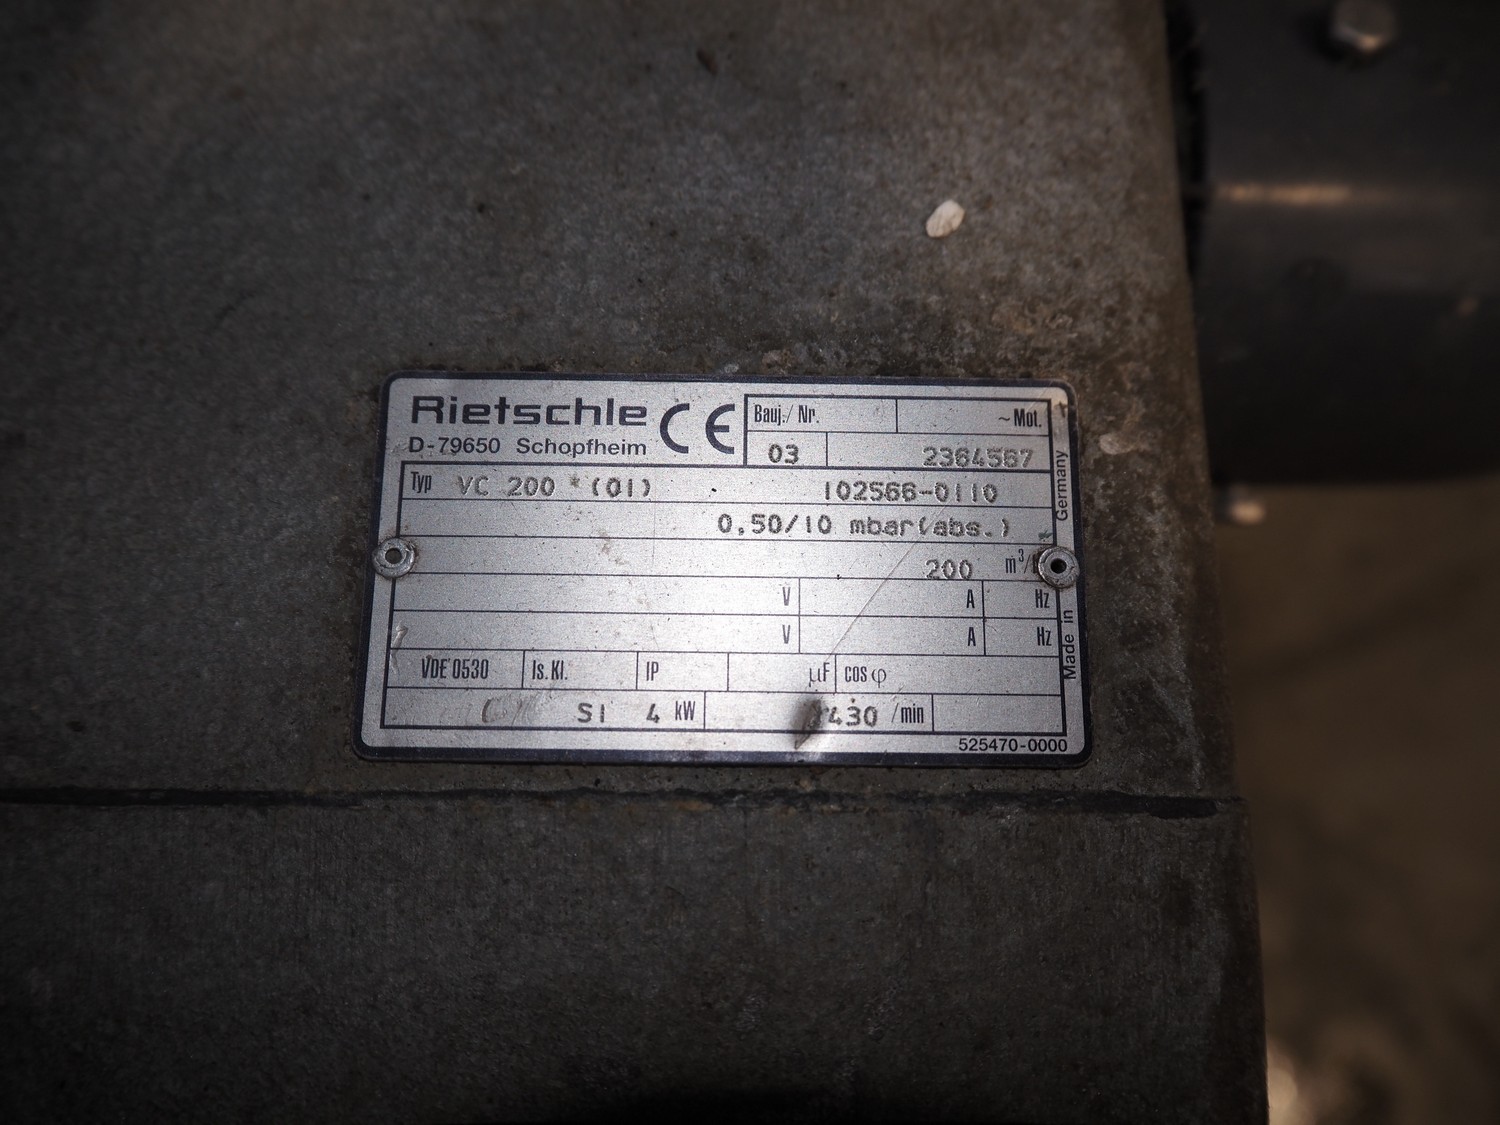 Rietschle CE
D-79650 Schopfheim
Bauj./ Nr. ~ Mot.
03 2364567
Typ VC 200 (01) 102566-0110
0,50/10 mbar(abs.)
200 m³/
V A Hz
V A Hz
VDE 0530 Is. Kl. IP µF cos φ
S1 4 kW 430 /min
525470-0000
Made in Germany